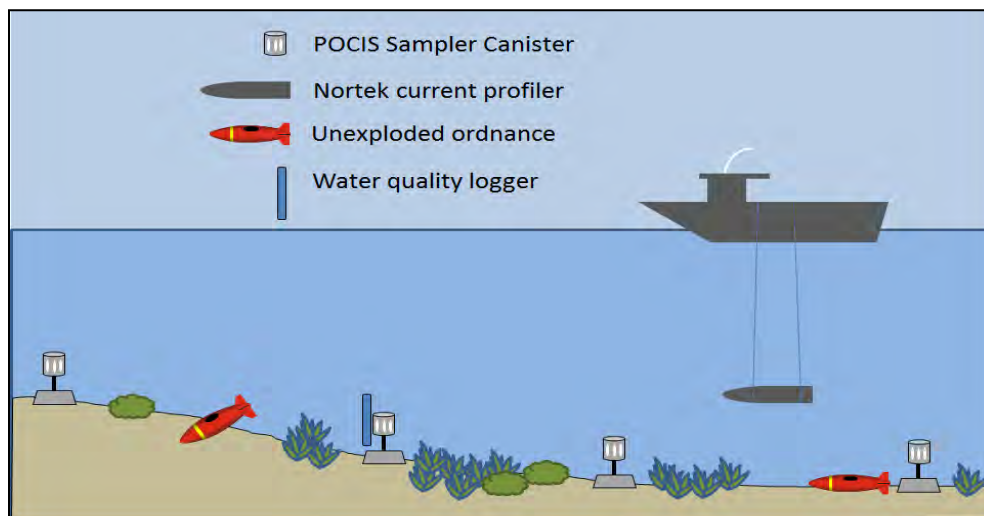 POCIS Sampler Canister
Nortek current profiler
Unexploded ordnance
Water quality logger